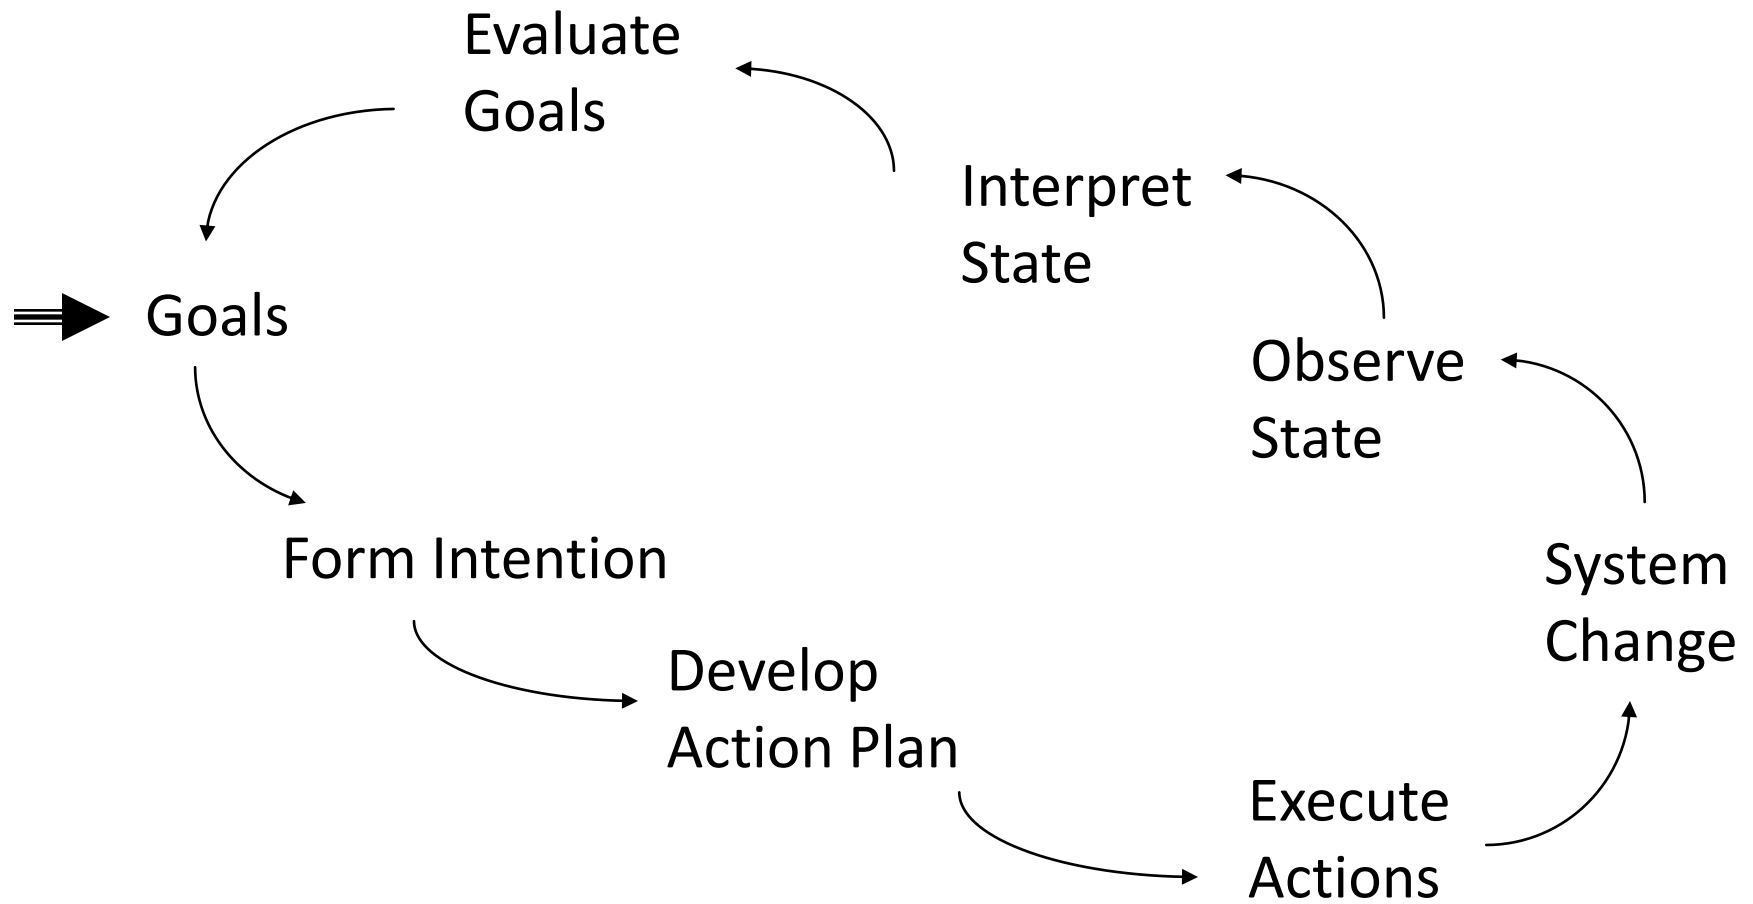 Evaluate
Goals
Interpret
State
Goals
Observe
State
Form Intention
System
Change
Develop
Action Plan
Execute
Actions